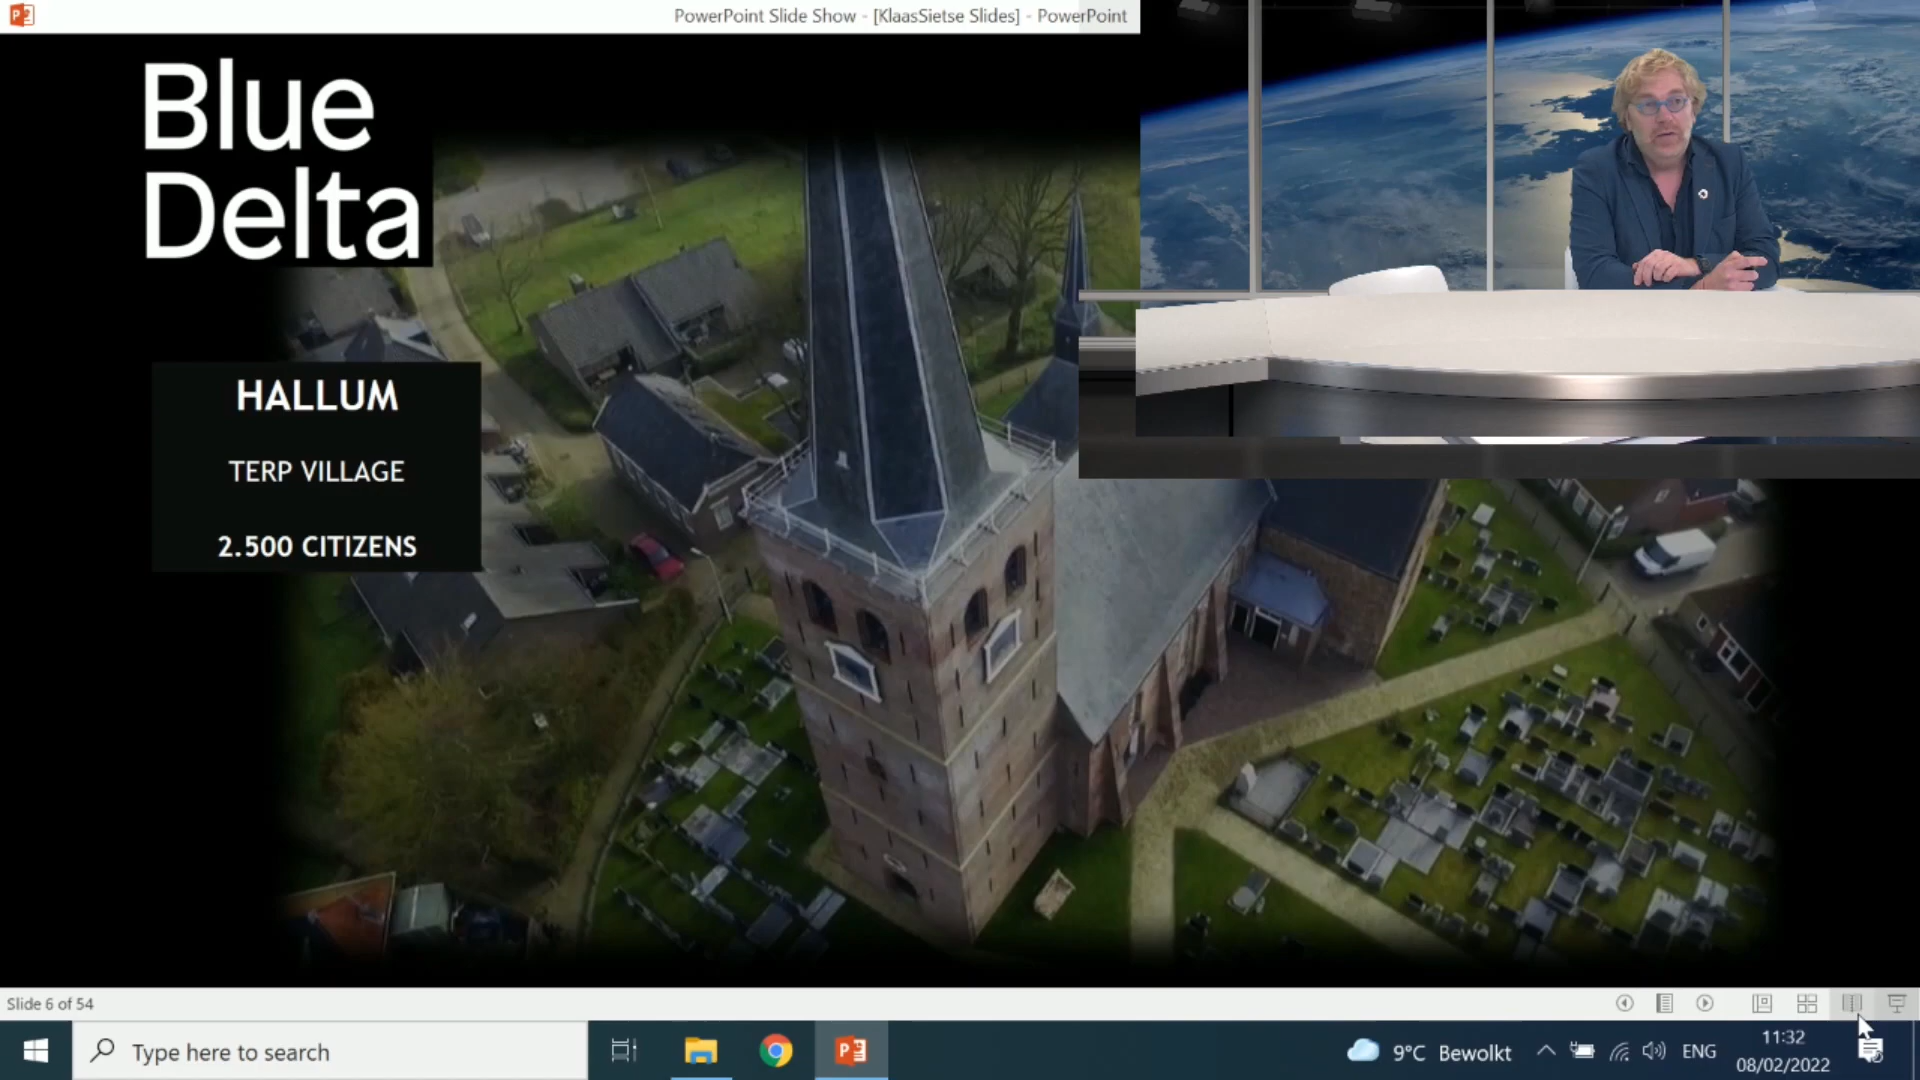 PowerPoint Slide Show - [KlaasSietse Slides] - PowerPoint
Blue
Delta
HALLUM
TERP VILLAGE
2.500 CITIZENS
Slide 6 of 54
Type here to search
9°C Bewolkt
ENG
11:32
08/02/2022